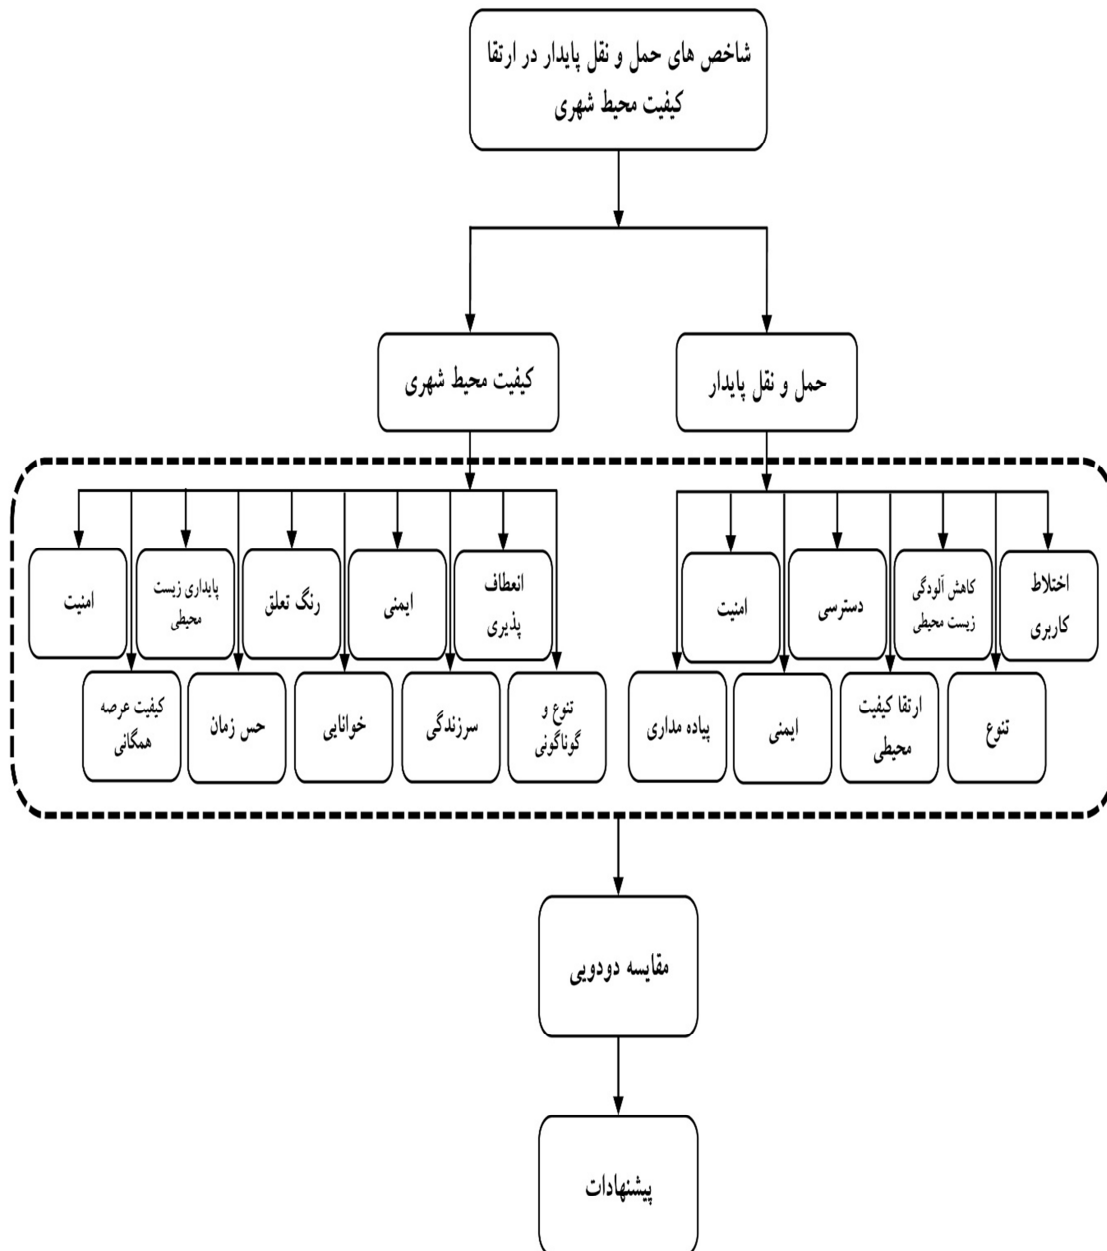 شاخص های حمل و نقل پایدار در ارتقا
کیفیت محیط شهری
حمل و نقل پایدار
کیفیت محیط شهری
اختلاط
کاربری
کاهش آلودگی
زیست محیطی
دسترسی
امنیت
تنوع
ارتقا کیفیت
محیطی
ایمنی
پیاده مداری
انعطاف
پذیری
ایمنی
رنگ تعلق
پایداری زیست
محیطی
امنیت
تنوع و
گوناگونی
سرزندگی
خوانایی
حس زمان
کیفیت عرصه
همگانی
مقایسه دودویی
پیشنهادات